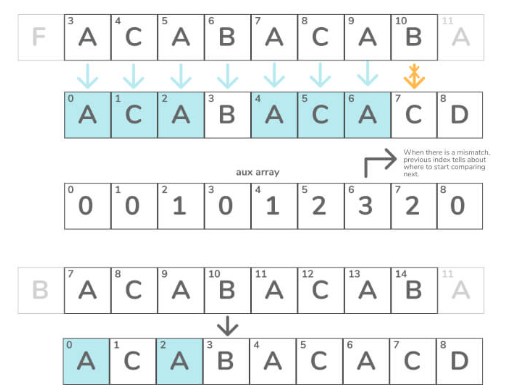 3 4 5 6 7 8 9 10 11
F A C A B A C A B A
0 1 2 3 4 5 6 7 8
A C A B A C A C D
When there is a mismatch,
previous index tells about
where to start comparing
next.
aux array
0 1 2 3 4 5 6 7 8
0 0 1 0 1 2 3 2 0
7 8 9 10 11 12 13 14 11
B A C A B A C A B A
0 1 2 3 4 5 6 7 8
A C A B A C A C D